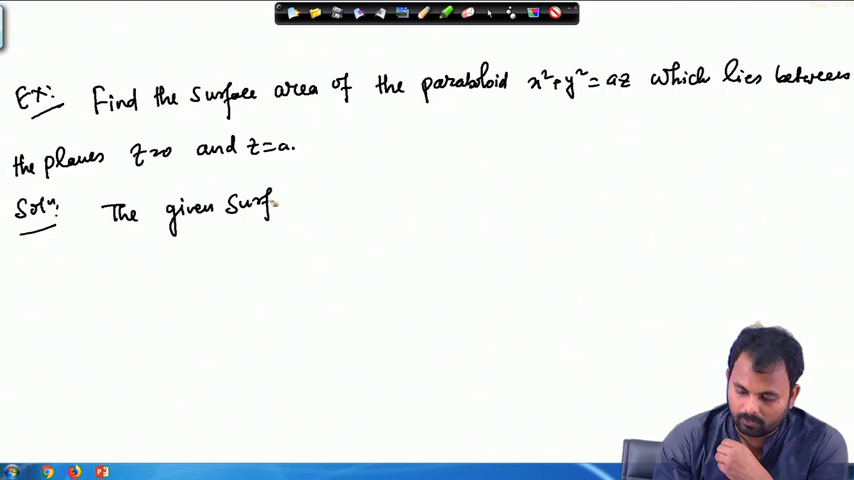 Ex: Find the surface area of the paraboloid x²+y²=az which lies between
the planes z=0 and z=a.
Solⁿ: The given Surf